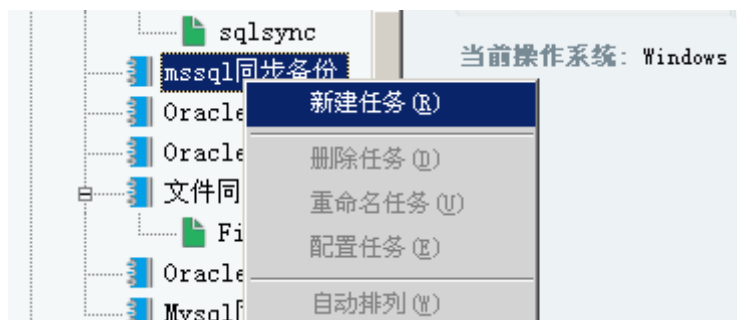 sqlsync
mssql同步备份
当前操作系统: Windows
新建任务(R)
Oracle
删除任务(D)
Oracle
文件同
重命名任务(U)
Fi
配置任务(E)
Oracle
自动排列(W)
Mysql